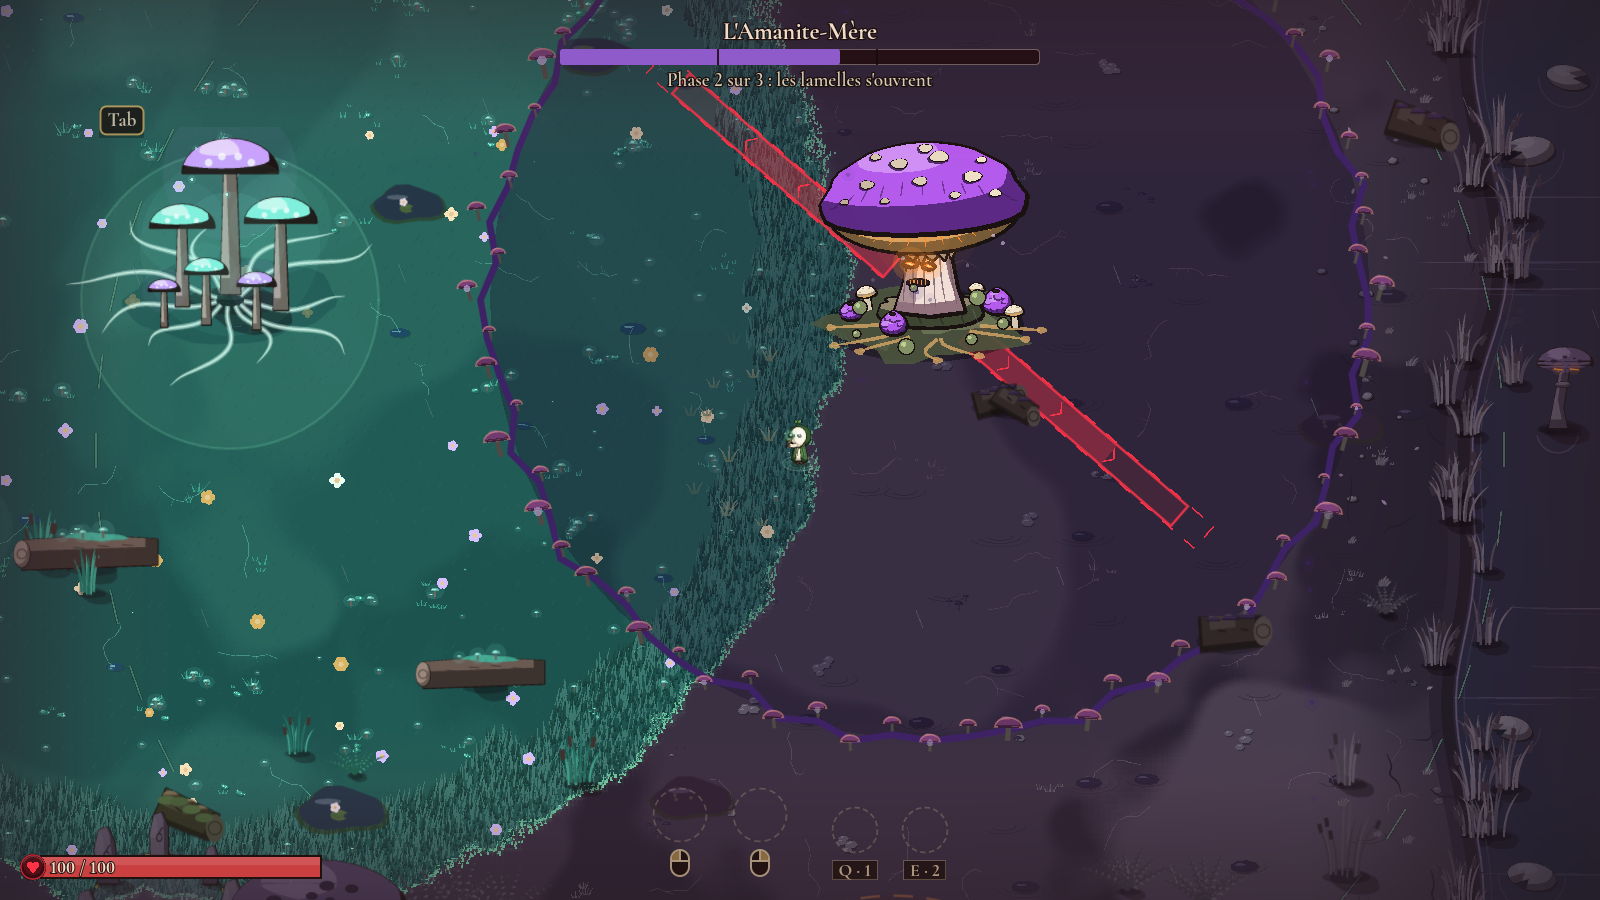 L'Amanite-Mère
Phase 2 sur 3 : les lamelles s'ouvrent
Tab
100 / 100
Q · 1
E · 2